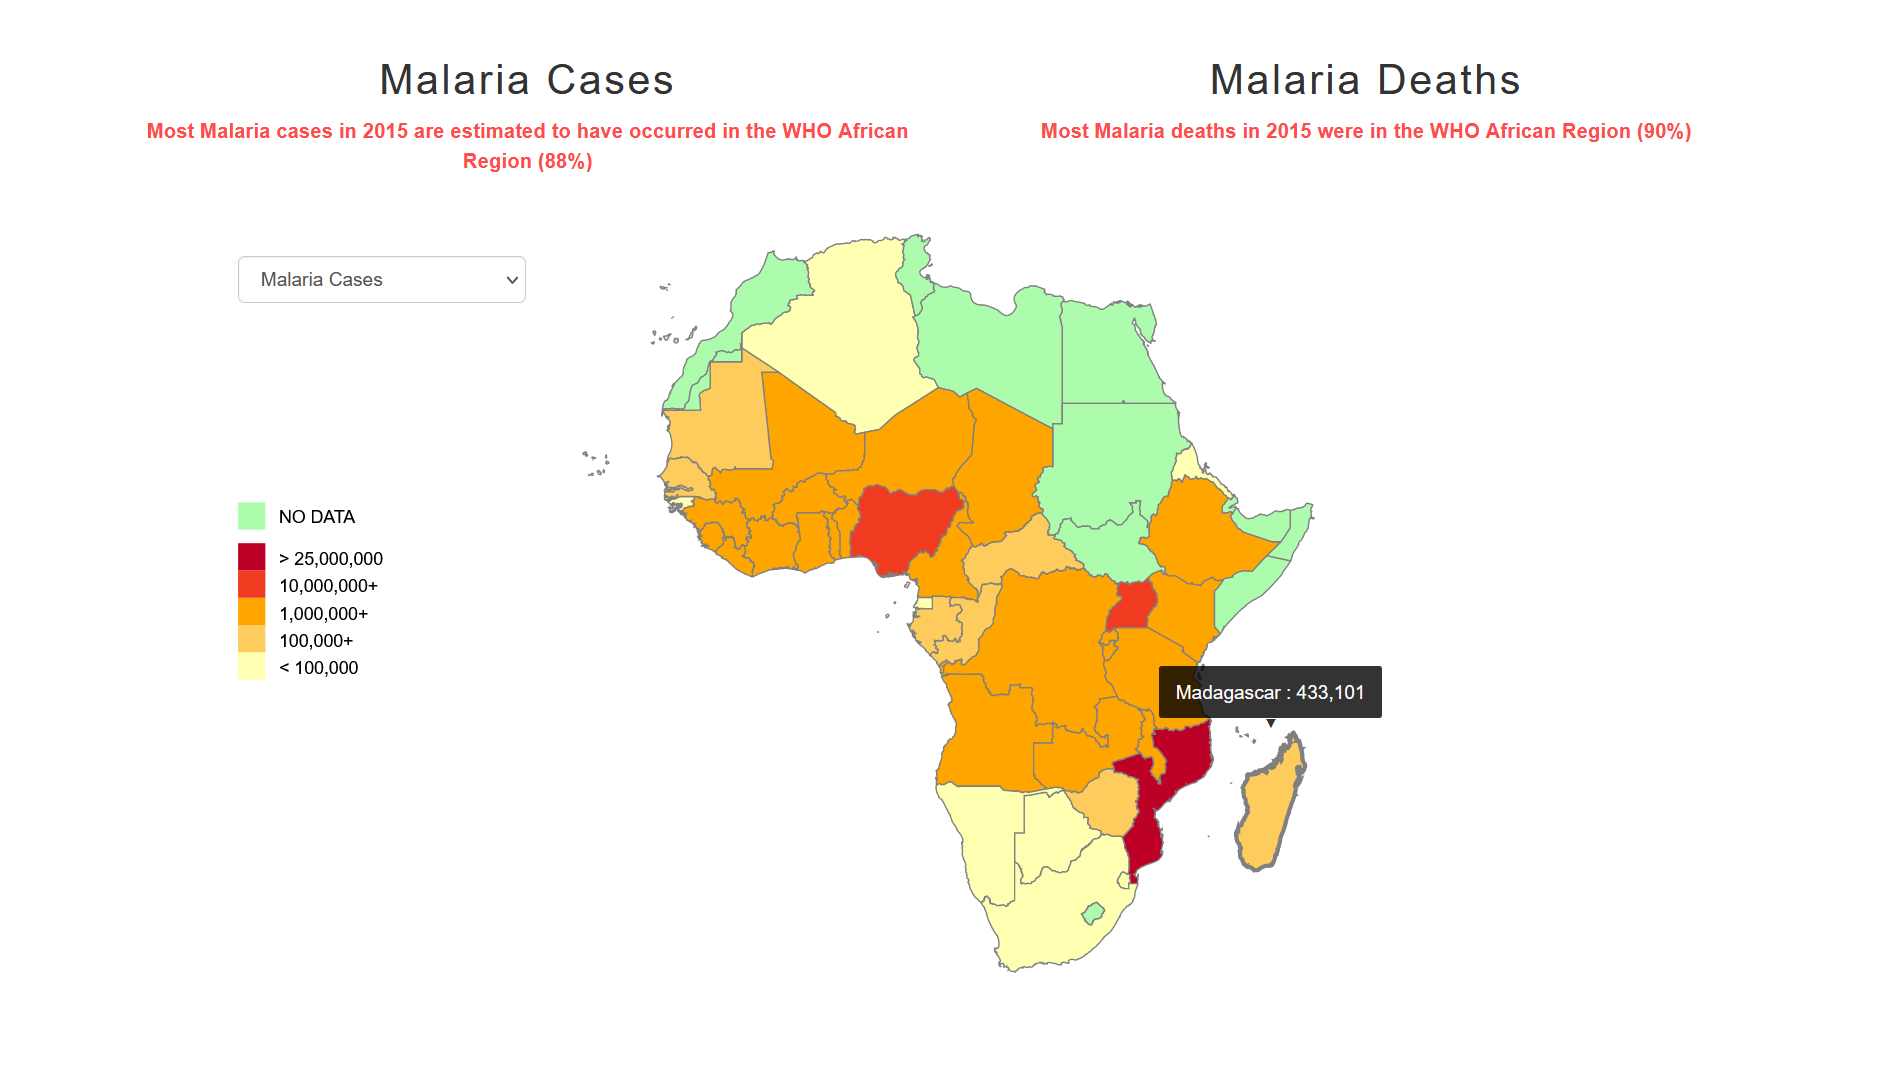 Malaria Cases
Most Malaria cases in 2015 are estimated to have occurred in the WHO African
Region (88%)
Malaria Deaths
Most Malaria deaths in 2015 were in the WHO African Region (90%)
Malaria Cases
NO DATA
> 25,000,000
10,000,000+
1,000,000+
100,000+
< 100,000
Madagascar : 433,101